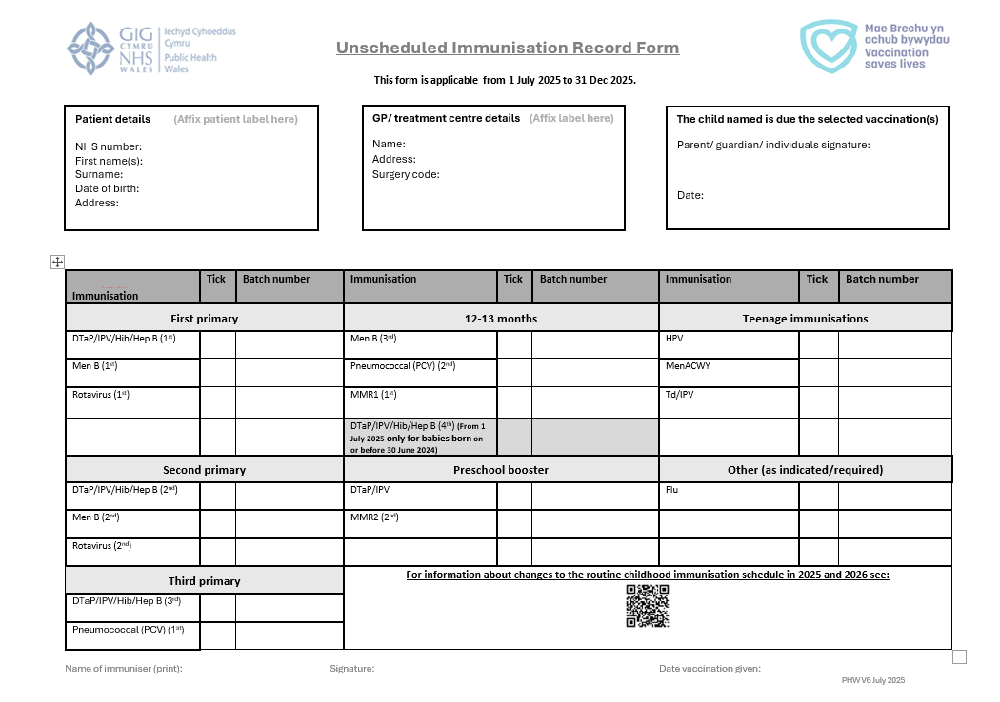 GIG
CYMRU
NHS
WALES
Iechyd Cyhoeddus
Cymru
Public Health
Wales
Unscheduled Immunisation Record Form
Mae Brechu yn
achub bywydau
Vaccination
saves lives
This form is applicable from 1 July 2025 to 31 Dec 2025.
Patient details (Affix patient label here)
NHS number:
First name(s):
Surname:
Date of birth:
Address:
GP/ treatment centre details (Affix label here)
Name:
Address:
Surgery code:
The child named is due the selected vaccination(s)
Parent/ guardian/ individuals signature:
Date:
Immunisation Tick Batch number Immunisation Tick Batch number Immunisation Tick Batch number
First primary 12-13 months Teenage immunisations
DTaP/IPV/Hib/Hep B (1st) Men B (3rd) HPV
Men B (1st) Pneumococcal (PCV) (2nd) MenACWY
Rotavirus (1st) MMR1 (1st) Td/IPV
DTaP/IPV/Hib/Hep B (4th) (From 1
July 2025 only for babies born on
or before 30 June 2024)
Second primary Preschool booster Other (as indicated/required)
DTaP/IPV/Hib/Hep B (2nd) DTaP/IPV Flu
Men B (2nd) MMR2 (2nd)
Rotavirus (2nd)
Third primary
For information about changes to the routine childhood immunisation schedule in 2025 and 2026 see:
DTaP/IPV/Hib/Hep B (3rd)
Pneumococcal (PCV) (1st)
Name of immuniser (print): Signature: Date vaccination given:
PHW V6 July 2025